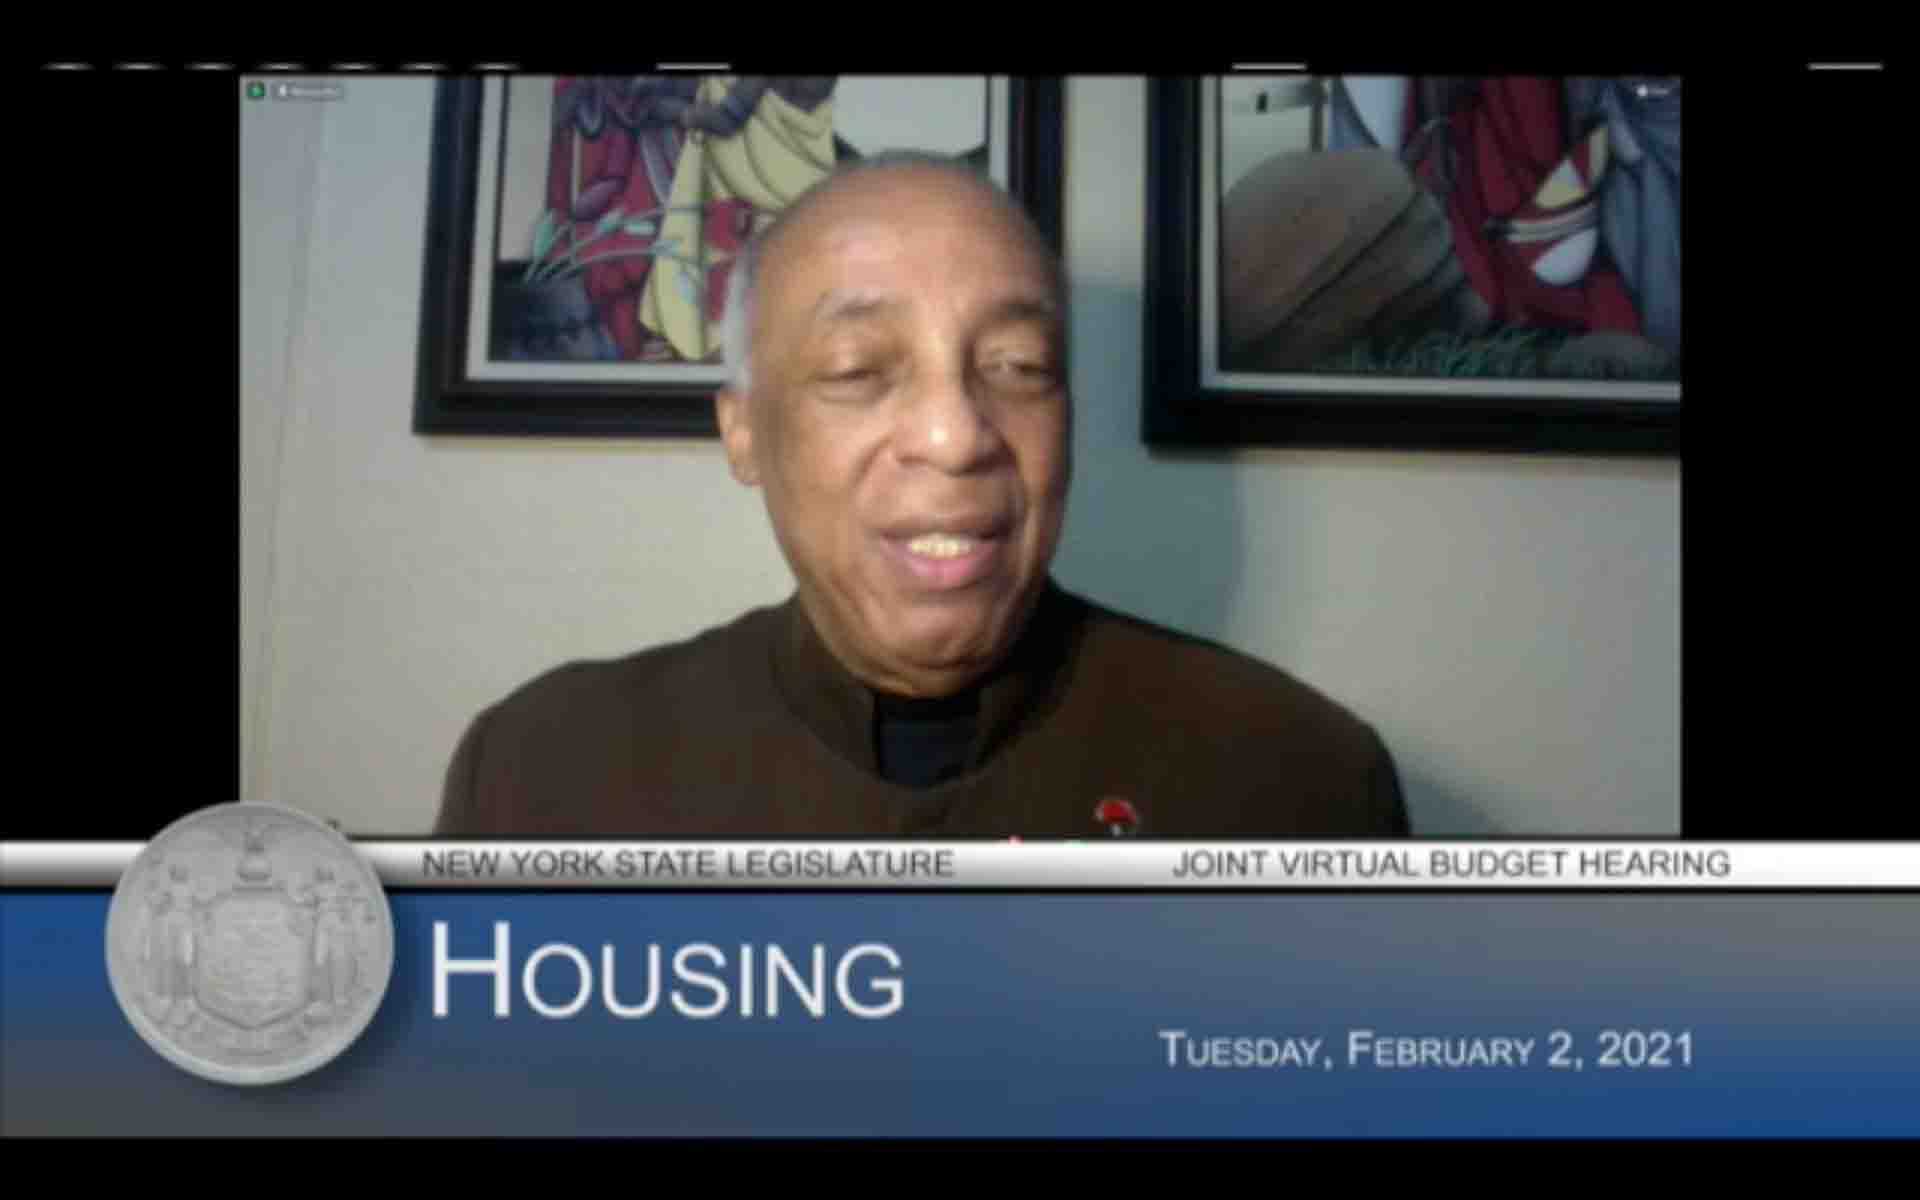 NEW YORK STATE LEGISLATURE
JOINT VIRTUAL BUDGET HEARING
HOUSING
TUESDAY, FEBRUARY 2, 2021